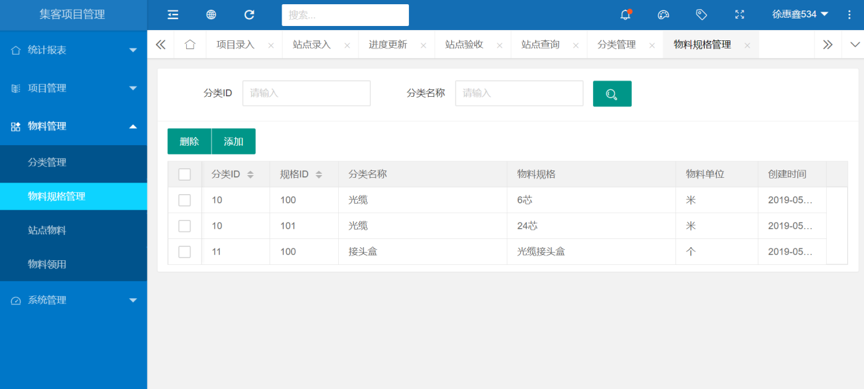 集客项目管理
搜索...
徐惠鑫534
统计报表
项目管理
物料管理
分类管理
物料规格管理
站点物料
物料领用
系统管理
项目录入 × 站点录入 × 进度更新 × 站点验收 × 站点查询 × 分类管理 × 物料规格管理 ×
分类ID 请输入 分类名称 请输入
删除 添加
分类ID 规格ID 分类名称 物料规格 物料单位 创建时间
10 100 光缆 6芯 米 2019-05...
10 101 光缆 24芯 米 2019-05...
11 100 接头盒 光缆接头盒 个 2019-05...